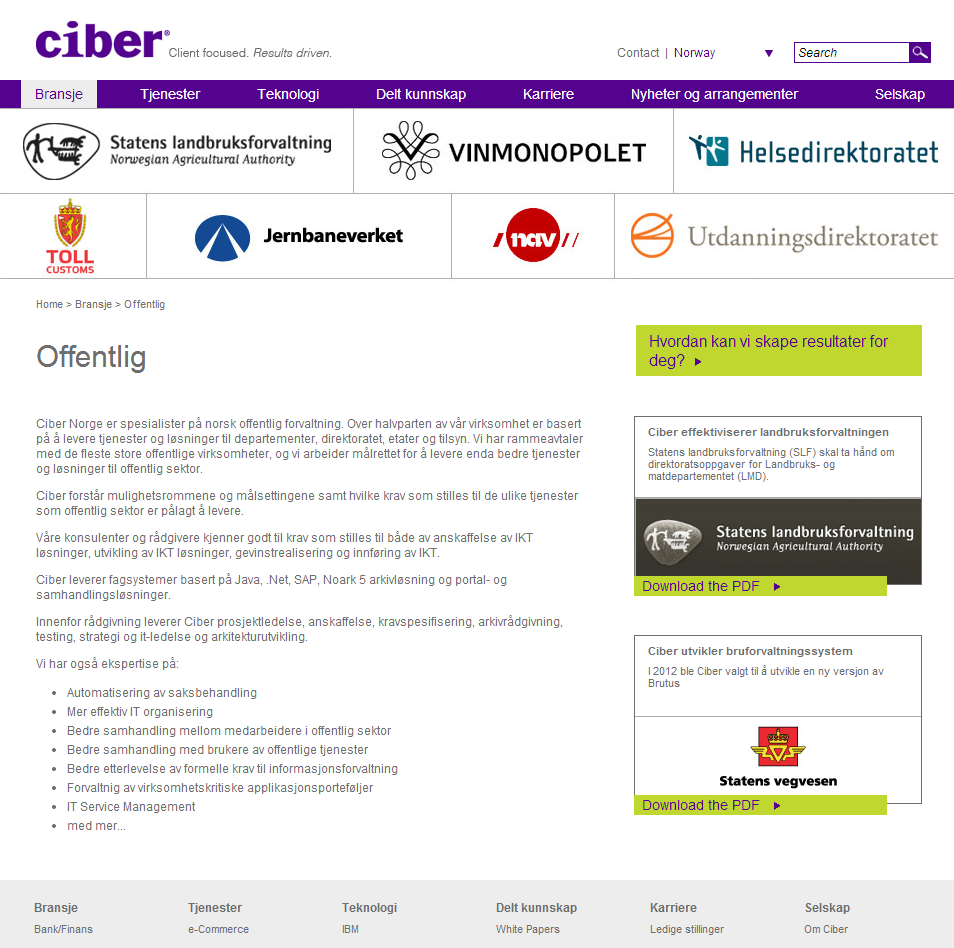 ciber®
Client focused. Results driven.
Contact | Norway
Search
Bransje Tjenester Teknologi Delt kunnskap Karriere Nyheter og arrangementer Selskap
Statens landbruksforvaltning
Norwegian Agricultural Authority
VINMONOPOLET
Helsedirektoratet
TOLL
CUSTOMS
Jernbaneverket
nav
Utdanningsdirektoratet
Home > Bransje > Offentlig
Offentlig
Ciber Norge er spesialister på norsk offentlig forvaltning. Over halvparten av vår virksomhet er basert
på å levere tjenester og løsninger til departementer, direktoratet, etater og tilsyn. Vi har rammeavtaler
med de fleste store offentlige virksomheter, og vi arbeider målrettet for å levere enda bedre tjenester
og løsninger til offentlig sektor.
Ciber forstår mulighetsrommene og målsettingene samt hvilke krav som stilles til de ulike tjenester
som offentlig sektor er pålagt å levere.
Våre konsulenter og rådgivere kjenner godt til krav som stilles til både av anskaffelse av IKT
løsninger, utvikling av IKT løsninger, gevinstrealisering og innføring av IKT.
Ciber leverer fagsystemer basert på Java, .Net, SAP, Noark 5 arkivløsning og portal- og
samhandlingsløsninger.
Innenfor rådgivning leverer Ciber prosjektledelse, anskaffelse, kravspesifisering, arkivrådgivning,
testing, strategi og it-ledelse og arkitekturutvikling.
Vi har også ekspertise på:
• Automatisering av saksbehandling
• Mer effektiv IT organisering
• Bedre samhandling mellom medarbeidere i offentlig sektor
• Bedre samhandling med brukere av offentlige tjenester
• Bedre etterlevelse av formelle krav til informasjonsforvaltning
• Forvaltnig av virksomhetskritiske applikasjonsporteføljer
• IT Service Management
• med mer...
Hvordan kan vi skape resultater for
deg?
Ciber effektiviserer landbruksforvaltningen
Statens landbruksforvaltning (SLF) skal ta hånd om
direktoratsoppgaver for Landbruks- og
matdepartementet (LMD).
Statens landbruksforvaltning
Norwegian Agricultural Authority
Download the PDF
Ciber utvikler bruforvaltningssystem
I 2012 ble Ciber valgt til å utvikle en ny versjon av
Brutus
Statens vegvesen
Download the PDF
Bransje Tjenester Teknologi Delt kunnskap Karriere Selskap
Bank/Finans e-Commerce IBM White Papers Ledige stillinger Om Ciber